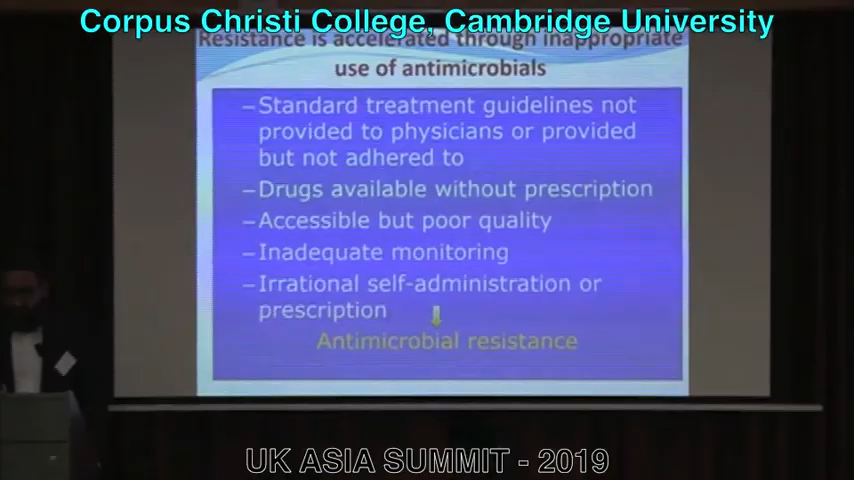 Corpus Christi College, Cambridge University
Resistance is accelerated through inappropriate
use of antimicrobials
–Standard treatment guidelines not
provided to physicians or provided
but not adhered to
–Drugs available without prescription
–Accessible but poor quality
–Inadequate monitoring
–Irrational self-administration or
prescription
Antimicrobial resistance
UK ASIA SUMMIT - 2019